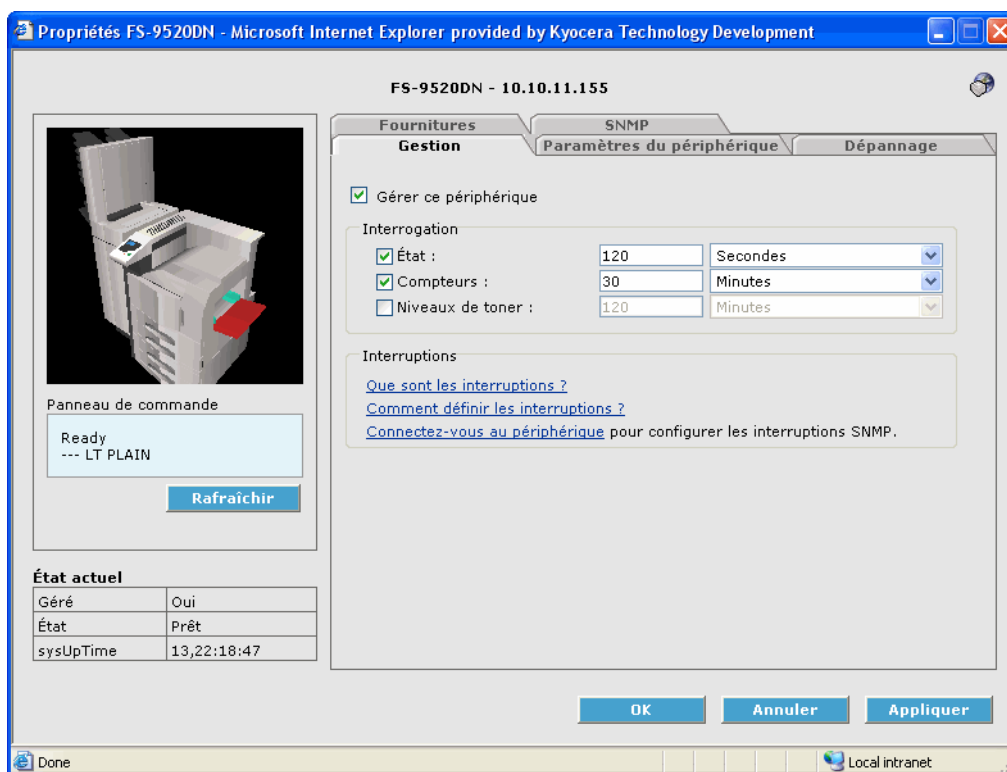 Propriétés FS-9520DN - Microsoft Internet Explorer provided by Kyocera Technology Development
FS-9520DN - 10.10.11.155
Fournitures
SNMP
Gestion
Paramètres du périphérique
Dépannage
Gérer ce périphérique
Interrogation
État : 120 Secondes
Compteurs : 30 Minutes
Niveaux de toner : 120 Minutes
Interruptions
Que sont les interruptions ?
Comment définir les interruptions ?
Connectez-vous au périphérique pour configurer les interruptions SNMP.
Panneau de commande
Ready
--- LT PLAIN
Rafraîchir
État actuel
Géré Oui
État Prêt
sysUpTime 13,22:18:47
OK
Annuler
Appliquer
Done
Local intranet